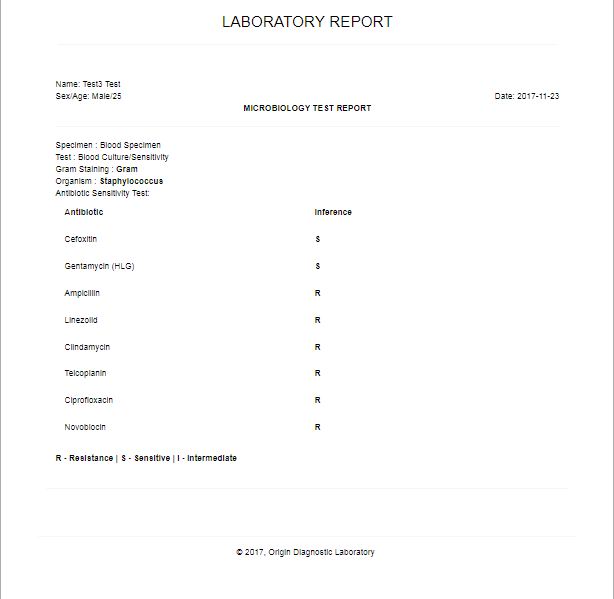 LABORATORY REPORT
Name: Test3 Test
Sex/Age: Male/25
Date: 2017-11-23
MICROBIOLOGY TEST REPORT
Specimen : Blood Specimen
Test : Blood Culture/Sensitivity
Gram Staining : Gram
Organism : Staphylococcus
Antibiotic Sensitivity Test:
Antibiotic Inference
Cefoxitin S
Gentamycin (HLG) S
Ampicillin R
Linezolid R
Clindamycin R
Teicoplanin R
Ciprofloxacin R
Novobiocin R
R - Resistance | S - Sensitive | I - Intermediate
© 2017, Origin Diagnostic Laboratory